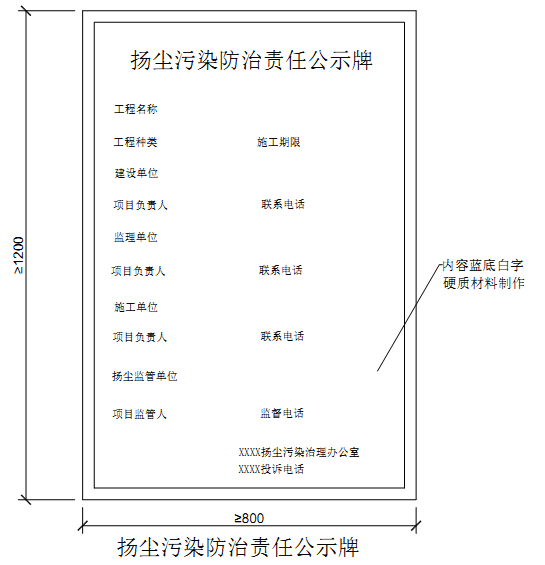 扬尘污染防治责任公示牌
工程名称
工程种类 施工期限
建设单位
项目负责人 联系电话
监理单位
项目负责人 联系电话
施工单位
项目负责人 联系电话
扬尘监管单位
项目监管人 监督电话
XXXX扬尘污染治理办公室
XXXX投诉电话
≥1200
内容蓝底白字
硬质材料制作
≥800
扬尘污染防治责任公示牌